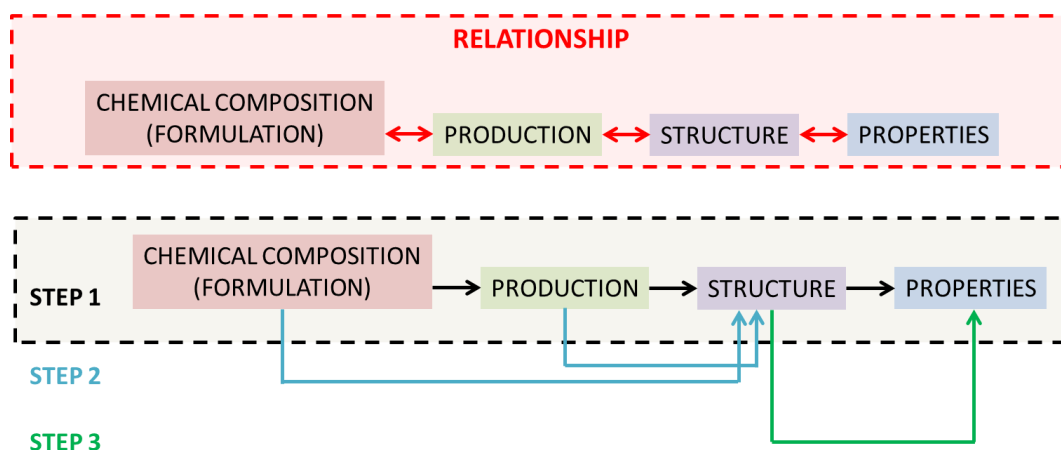 RELATIONSHIP
CHEMICAL COMPOSITION
(FORMULATION)
PRODUCTION
STRUCTURE
PROPERTIES
STEP 1
CHEMICAL COMPOSITION
(FORMULATION)
PRODUCTION
STRUCTURE
PROPERTIES
STEP 2
STEP 3